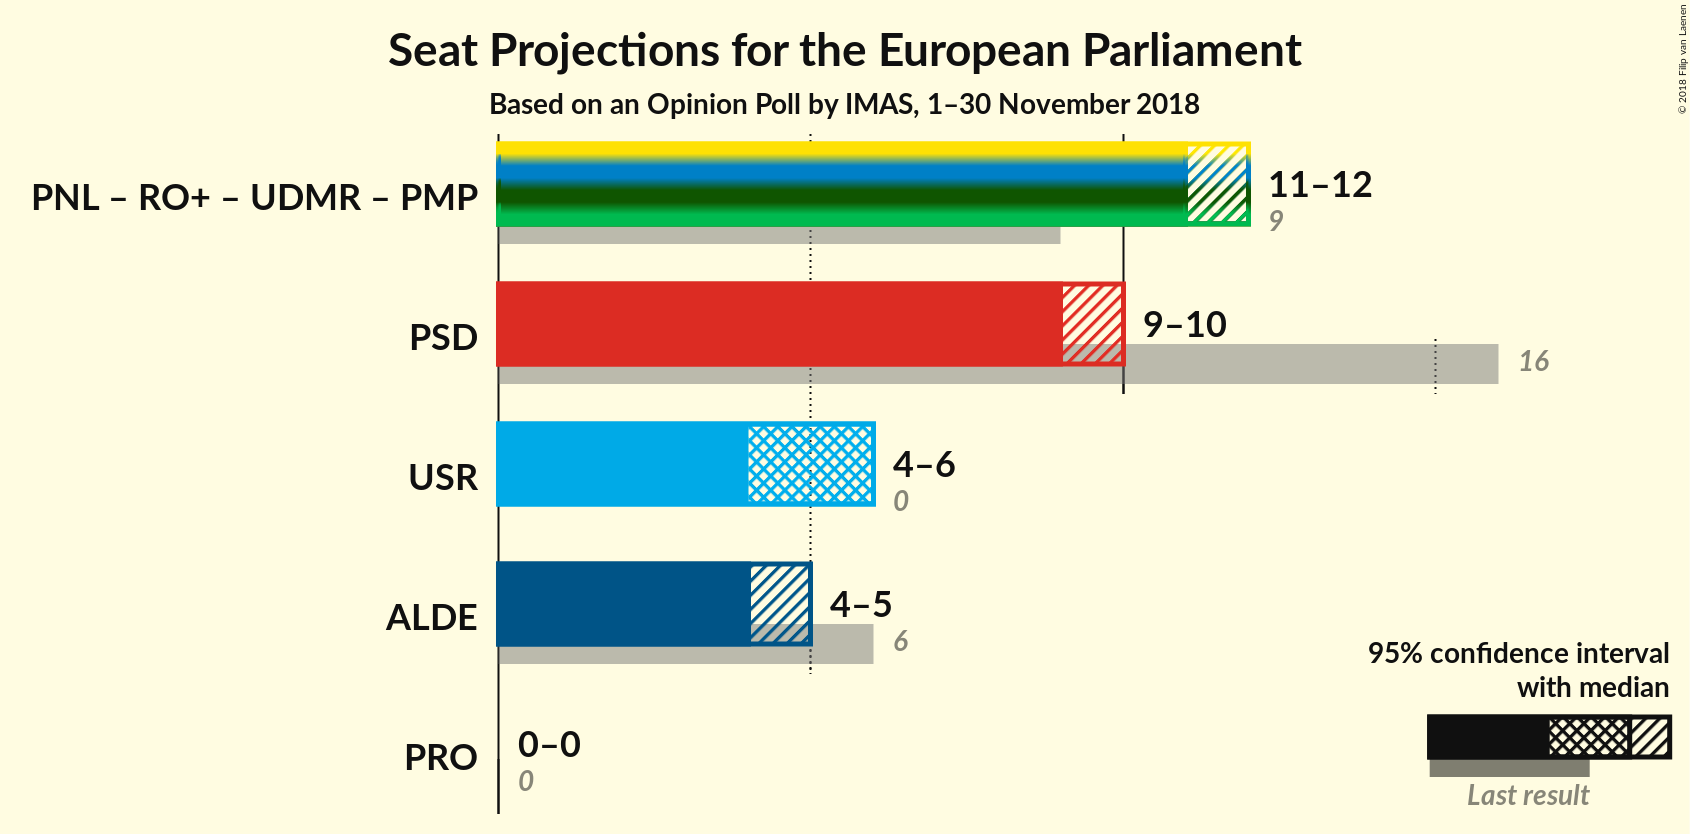 Seat Projections for the European Parliament
Based on an Opinion Poll by IMAS, 1–30 November 2018
© 2018 Filip van Laenen
PNL – RO+ – UDMR – PMP
11–12
9
PSD
9–10
16
USR
4–6
0
ALDE
4–5
6
PRO
0–0
0
95% confidence interval
with median
Last result